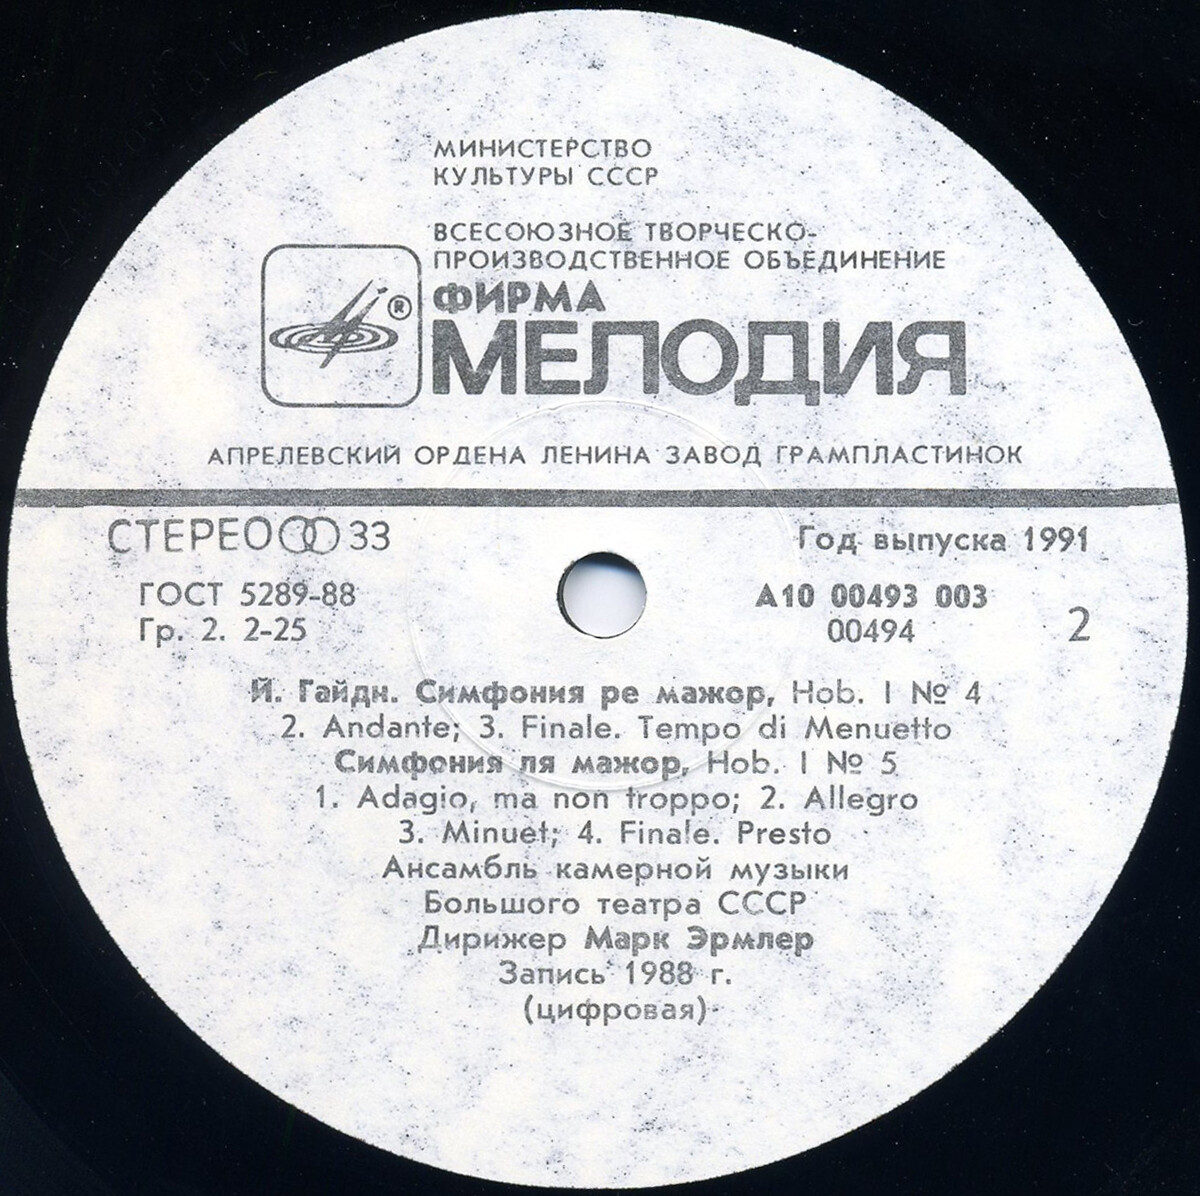 МИНИСТЕРСТВО
КУЛЬТУРЫ СССР
ВСЕСОЮЗНОЕ ТВОРЧЕСКО-
ПРОИЗВОДСТВЕННОЕ ОБЪЕДИНЕНИЕ
ФИРМА
®
МЕЛОДИЯ
АПРЕЛЕВСКИЙ ОРДЕНА ЛЕНИНА ЗАВОД ГРАМПЛАСТИНОК
СТЕРЕО 33
Год выпуска 1991
ГОСТ 5289-88
А10 00493 003
Гр. 2. 2-25
00494
2
Й. Гайдн. Симфония ре мажор, Hob. I № 4
2. Andante; 3. Finale. Tempo di Menuetto
Симфония ля мажор, Hob. I № 5
1. Adagio, ma non troppo; 2. Allegro
3. Minuet; 4. Finale. Presto
Ансамбль камерной музыки
Большого театра СССР
Дирижер Марк Эрмлер
Запись 1988 г.
(цифровая)